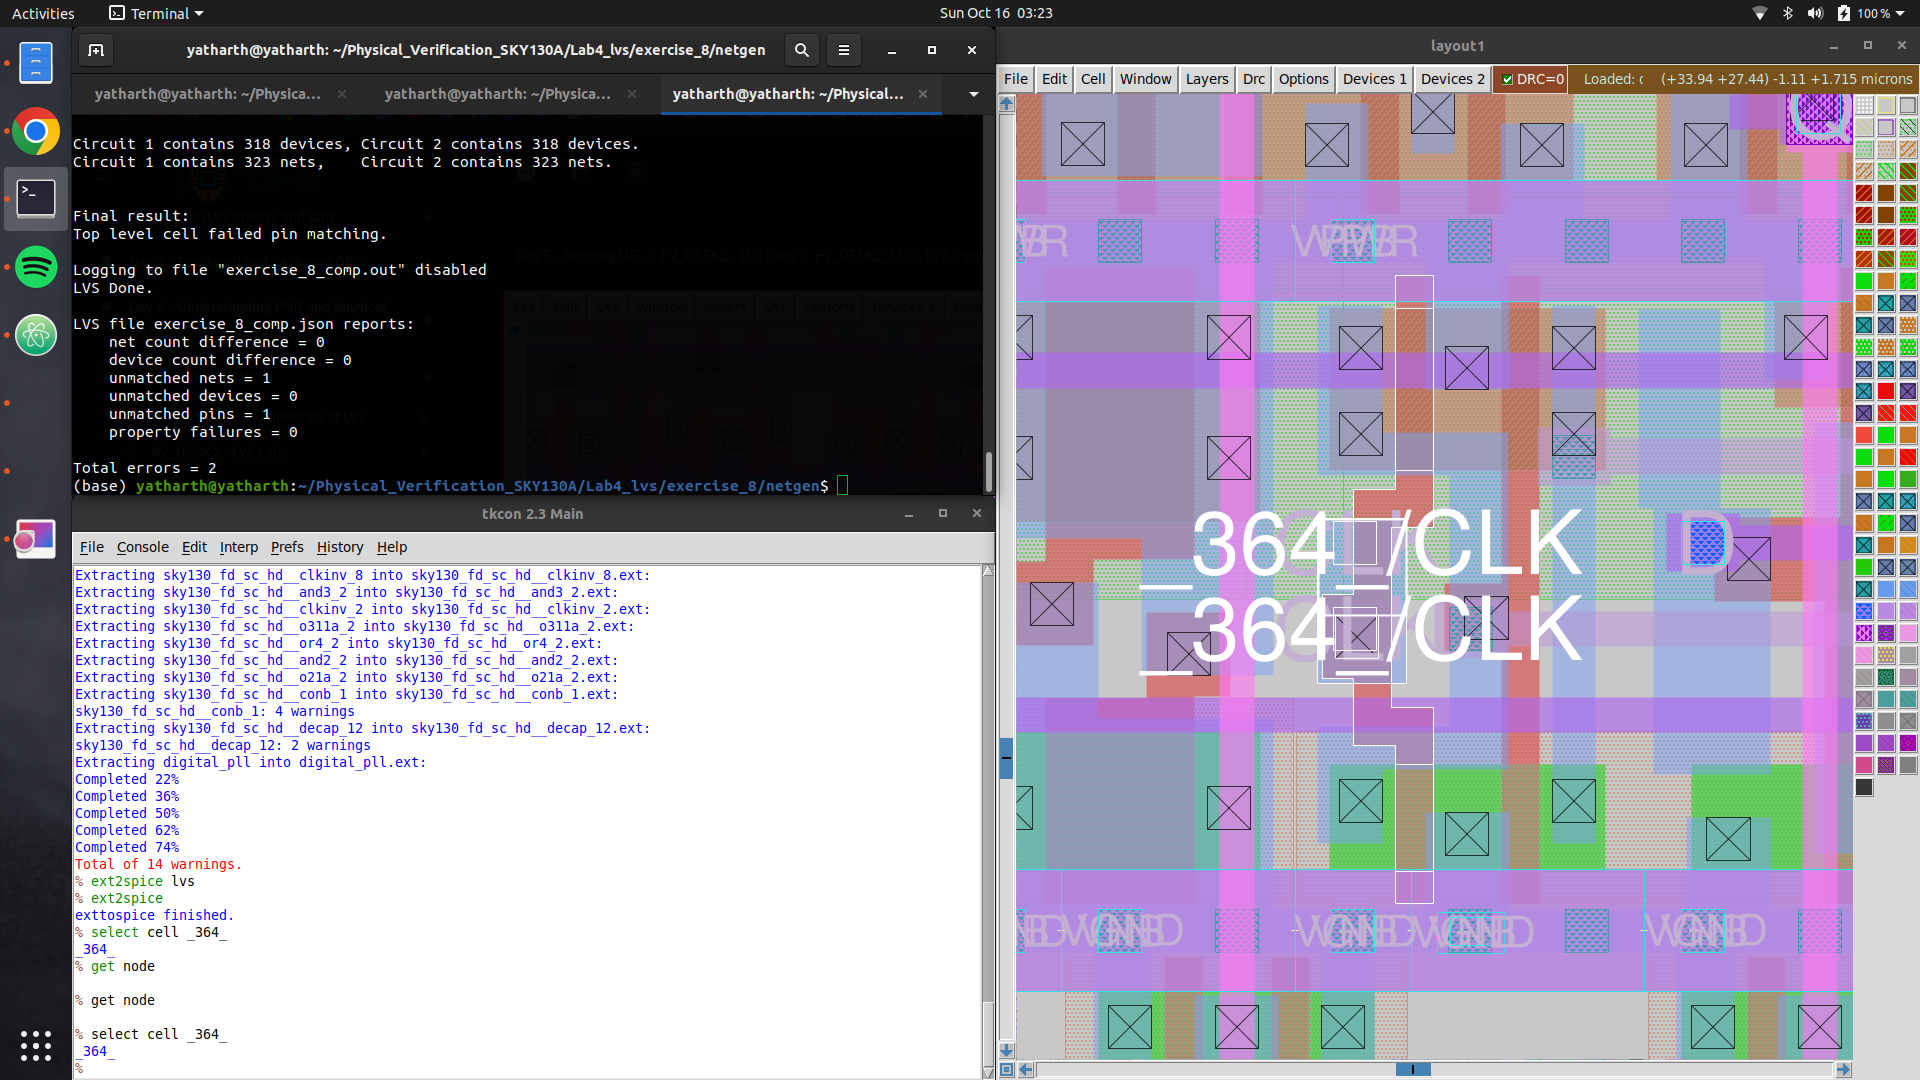 Activities
Terminal
Sun Oct 16 03:23
100 %
yatharth@yatharth: ~/Physical_Verification_SKY130A/Lab4_lvs/exercise_8/netgen
yatharth@yatharth: ~/Physica...
yatharth@yatharth: ~/Physica...
yatharth@yatharth: ~/Physical...
Circuit 1 contains 318 devices, Circuit 2 contains 318 devices.
Circuit 1 contains 323 nets,    Circuit 2 contains 323 nets.
Final result:
Top level cell failed pin matching.
Logging to file "exercise_8_comp.out" disabled
LVS Done.
LVS file exercise_8_comp.json reports:
net count difference = 0
device count difference = 0
unmatched nets = 1
unmatched devices = 0
unmatched pins = 1
property failures = 0
Total errors = 2
(base) yatharth@yatharth:~/Physical_Verification_SKY130A/Lab4_lvs/exercise_8/netgen$
tkcon 2.3 Main
File Console Edit Interp Prefs History Help
Extracting sky130_fd_sc_hd__clkinv_8 into sky130_fd_sc_hd__clkinv_8.ext:
Extracting sky130_fd_sc_hd__and3_2 into sky130_fd_sc_hd__and3_2.ext:
Extracting sky130_fd_sc_hd__clkinv_2 into sky130_fd_sc_hd__clkinv_2.ext:
Extracting sky130_fd_sc_hd__o311a_2 into sky130_fd_sc_hd__o311a_2.ext:
Extracting sky130_fd_sc_hd__or4_2 into sky130_fd_sc_hd__or4_2.ext:
Extracting sky130_fd_sc_hd__and2_2 into sky130_fd_sc_hd__and2_2.ext:
Extracting sky130_fd_sc_hd__o21a_2 into sky130_fd_sc_hd__o21a_2.ext:
Extracting sky130_fd_sc_hd__conb_1 into sky130_fd_sc_hd__conb_1.ext:
sky130_fd_sc_hd__conb_1: 4 warnings
Extracting sky130_fd_sc_hd__decap_12 into sky130_fd_sc_hd__decap_12.ext:
sky130_fd_sc_hd__decap_12: 2 warnings
Extracting digital_pll into digital_pll.ext:
Completed 22%
Completed 36%
Completed 50%
Completed 62%
Completed 74%
Total of 14 warnings.
% ext2spice lvs
% ext2spice
exttospice finished.
% select cell _364_
_364_
% get node
% get node
% select cell _364_
_364_
%
layout1
File Edit Cell Window Layers Drc Options Devices 1 Devices 2 DRC=0 Loaded: (+33.94 +27.44) -1.11 +1.715 microns
_364_/CLK
D
_364_/CLK